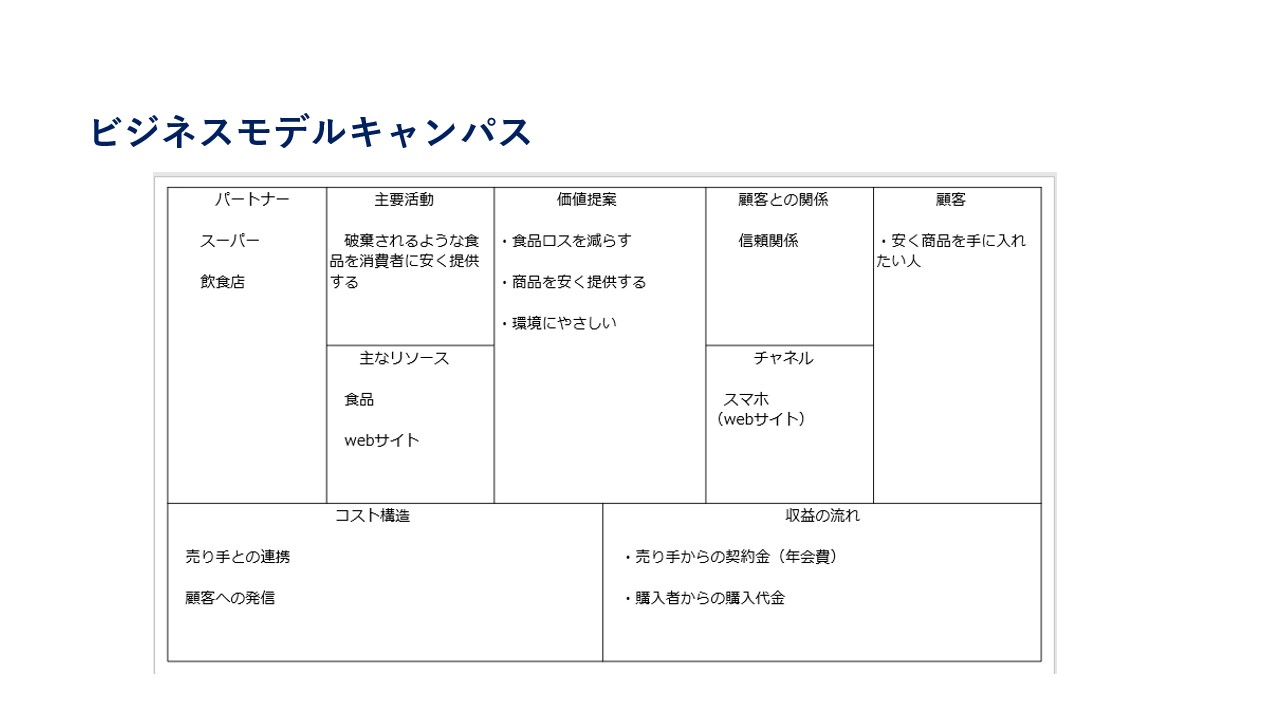 ビジネスモデルキャンパス
パートナー
スーパー
飲食店
主要活動
破棄されるような食
品を消費者に安く提供
する
主なリソース
食品
webサイト
価値提案
・食品ロスを減らす
・商品を安く提供する
・環境にやさしい
顧客との関係
信頼関係
チャネル
スマホ
（webサイト）
顧客
・安く商品を手に入れ
たい人
コスト構造
売り手との連携
顧客への発信
収益の流れ
・売り手からの契約金（年会費）
・購入者からの購入代金